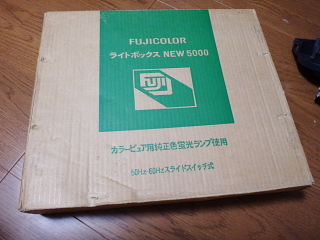 FUJICOLOR
ライトボックス NEW 5000
FUJI
カラーピュア用純正色蛍光ランプ使用
50Hz-60Hzスライドスイッチ式